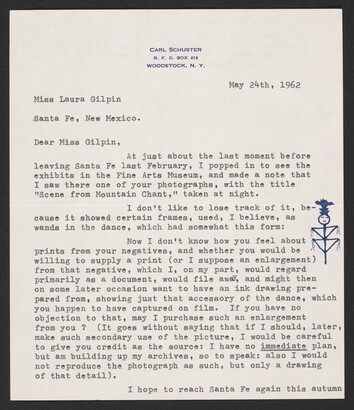 CARL SCHUSTER
R. F. D. BOX 414
WOODSTOCK, N. Y.
May 24th, 1962
Miss Laura Gilpin
Santa Fe, New Mexico.
Dear Miss Gilpin,
At just about the last moment before
leaving Santa Fe last February, I popped in to see the
exhibits in the Fine Arts Museum, and made a note that
I saw there one of your photographs, with the title
"Scene from Mountain Chant," taken at night.
I don't like to lose track of it, be-
cause it showed certain frames, used, I believe, as
wands in the dance, which had somewhat this form:
Now I don't know how you feel about
prints from your negatives, and whether you would be
willing to supply a print (or I suppose an enlargement)
from that negative, which I, on my part, would regard
primarily as a document, would file away, and might then
on some later occasion want to have an ink drawing pre-
pared from, showing just that accessory of the dance, which
you happen to have captured on film. If you have no
objection to that, may I purchase such an enlargement
from you ? (It goes without saying that if I should, later,
make such secondary use of the picture, I would be careful
to give you credit as the source: I have no immediate plan,
but am building up my archives, so to speak: also I would
not reproduce the photograph as such, but only a drawing
of that detail).
I hope to reach Santa Fe again this autumn